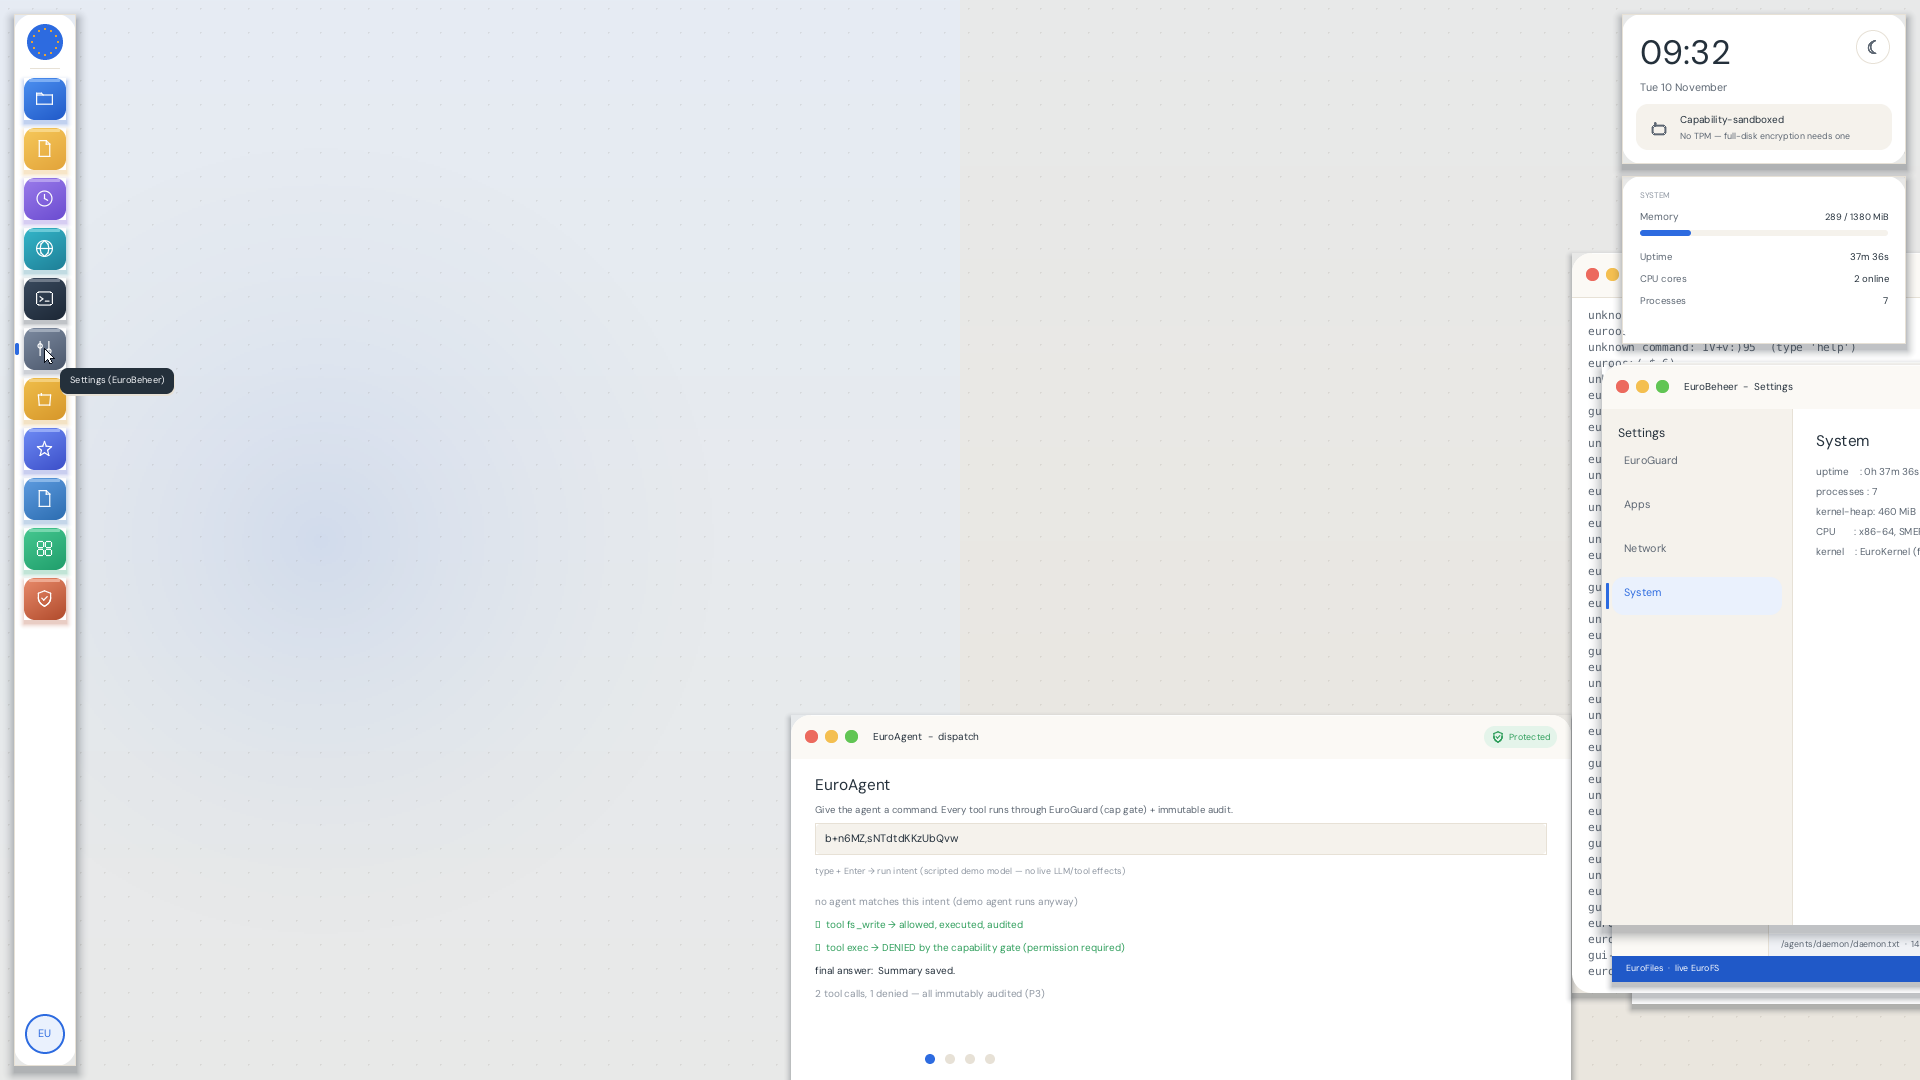 09:32
Tue 10 November
Capability-sandboxed
No TPM — full-disk encryption needs one
SYSTEM
Memory 289 / 1380 MiB
Uptime 37m 36s
CPU cores 2 online
Processes 7
unknown command: IV+V:)95 (type 'help')
Settings (EuroBeheer)
EuroBeheer - Settings
Settings
EuroGuard
Apps
Network
System
System
uptime : 0h 37m 36s
processes : 7
kernel-heap: 460 MiB
CPU : x86-64, SME
kernel : EuroKernel (f
/agents/daemon/daemon.txt · 14
EuroFiles · live EuroFS
EuroAgent - dispatch
Protected
EuroAgent
Give the agent a command. Every tool runs through EuroGuard (cap gate) + immutable audit.
b+n6MZ,sNTdtdKKzUbQvw
type + Enter → run intent (scripted demo model — no live LLM/tool effects)
no agent matches this intent (demo agent runs anyway)
tool fs_write → allowed, executed, audited
tool exec → DENIED by the capability gate (permission required)
final answer: Summary saved.
2 tool calls, 1 denied — all immutably audited (P3)
EU